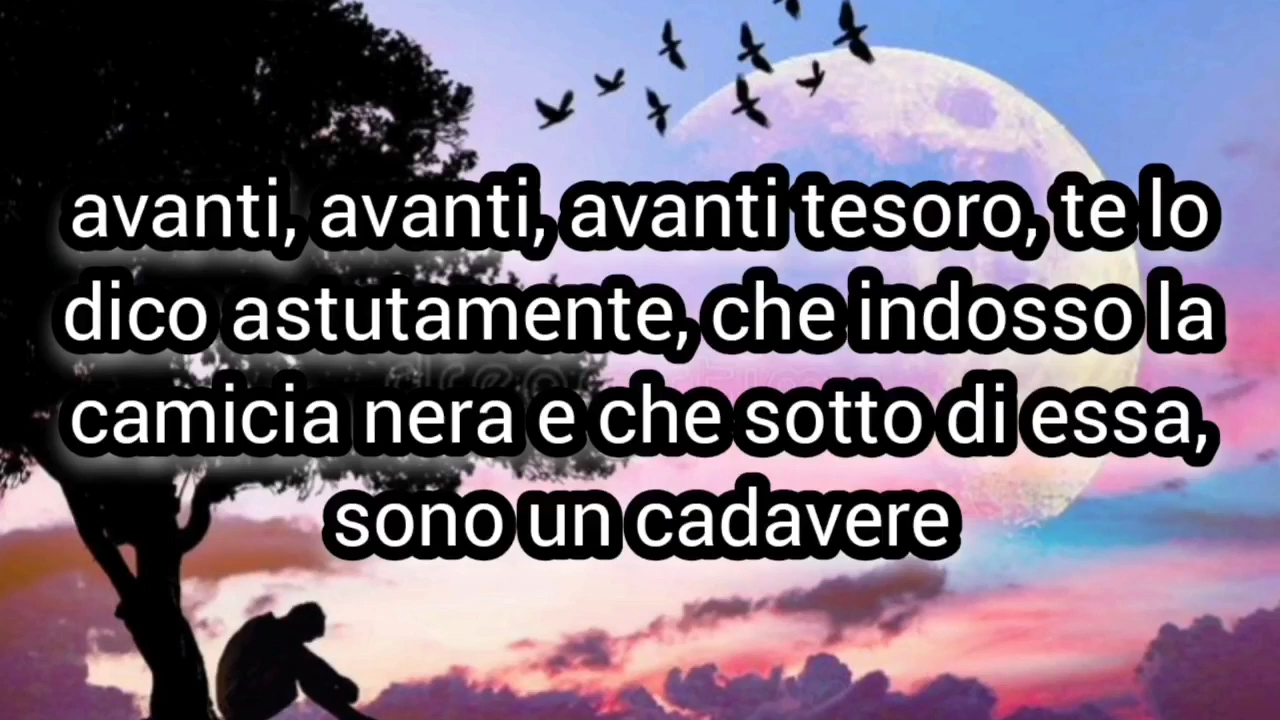 avanti, avanti, avanti tesoro, te lo
dico astutamente, che indosso la
camicia nera e che sotto di essa,
sono un cadavere